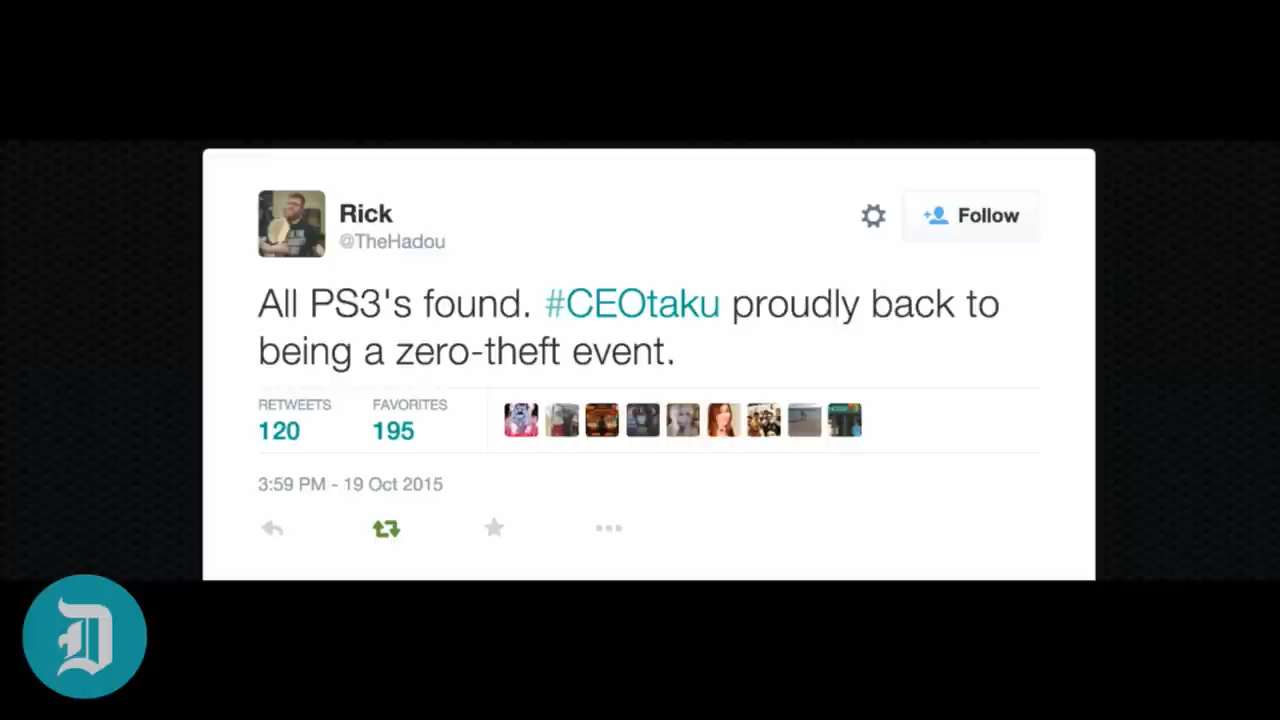 Rick
@TheHadou
Follow
All PS3's found. #CEOtaku proudly back to
being a zero-theft event.
RETWEETS FAVORITES
120 195
3:59 PM - 19 Oct 2015
D